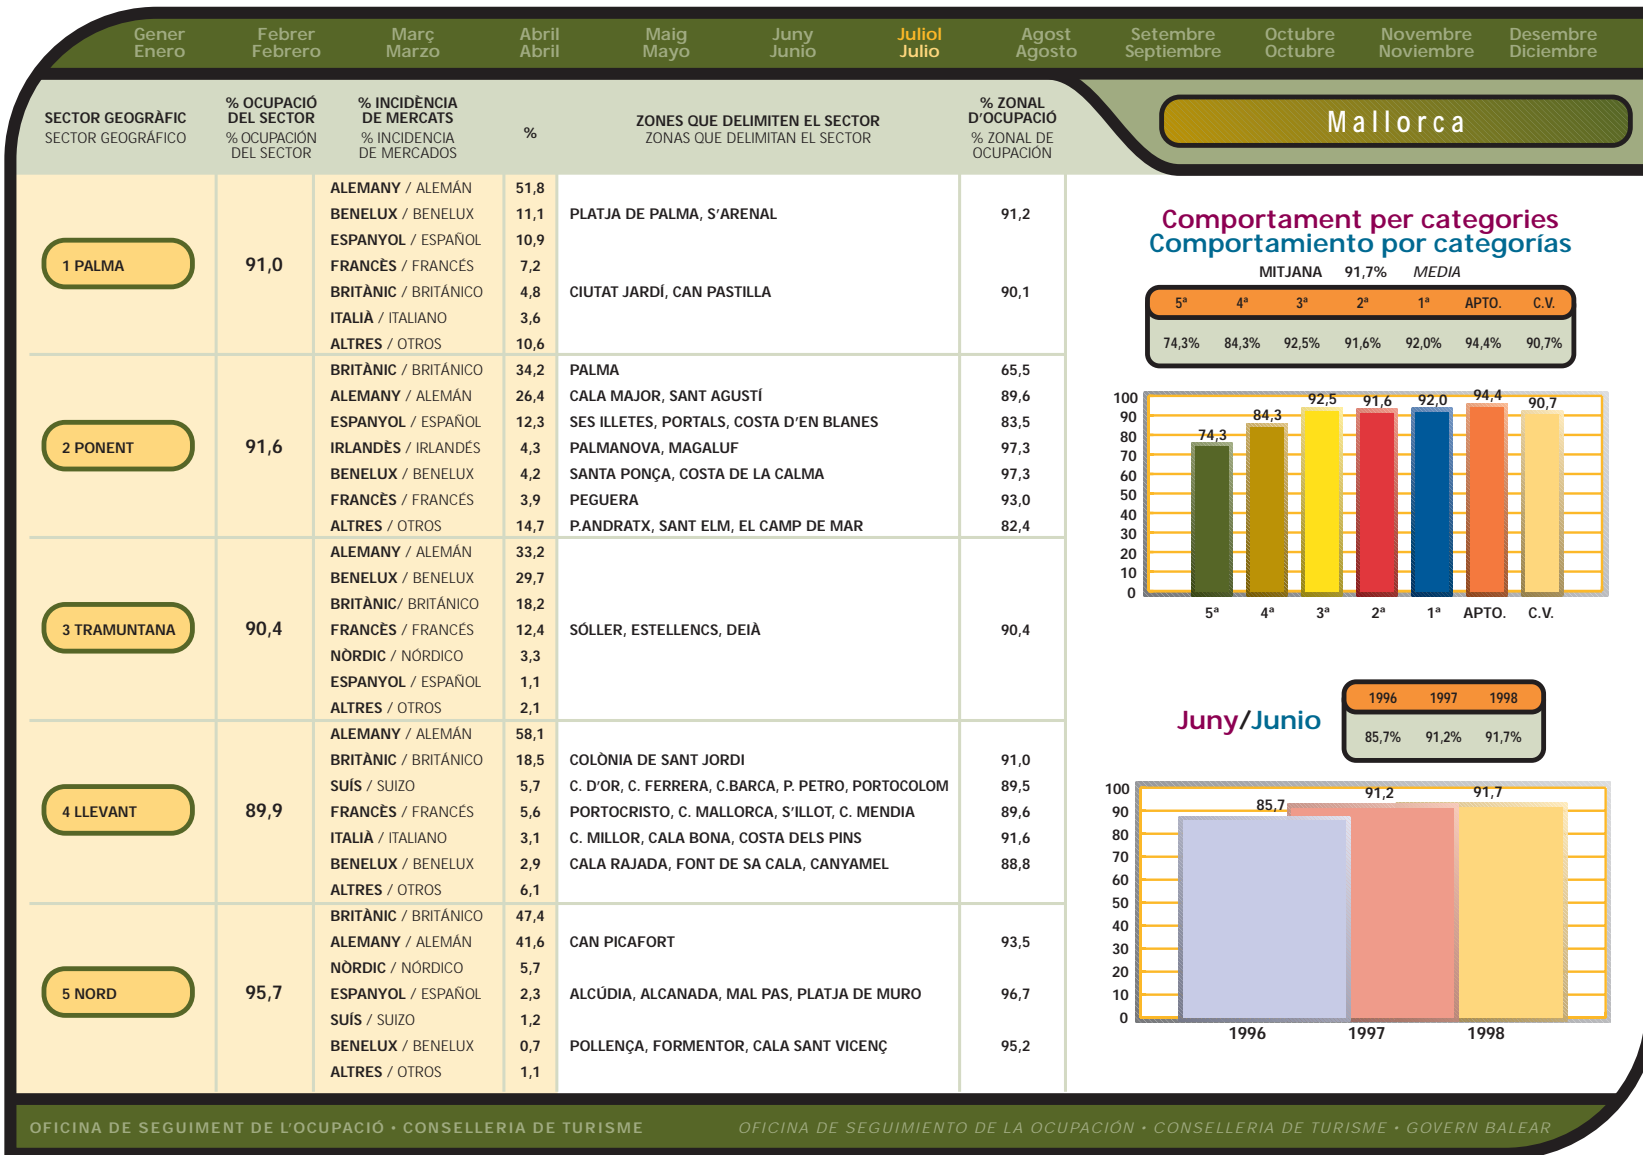 Gener Febrer Març Abril Maig Juny Juliol Agost Setembre Octubre Novembre Desembre
Enero Febrero Marzo Abril Mayo Junio Julio Agosto Septiembre Octubre Noviembre Diciembre
Mallorca
SECTOR GEOGRÀFIC
SECTOR GEOGRÁFICO
% OCUPACIÓ
DEL SECTOR
% OCUPACIÓN
DEL SECTOR
% INCIDÈNCIA
DE MERCATS
% INCIDENCIA
DE MERCADOS
%
ZONES QUE DELIMITEN EL SECTOR
ZONAS QUE DELIMITAN EL SECTOR
% ZONAL
D'OCUPACIÓ
% ZONAL DE
OCUPACIÓN
1 PALMA 91,0
ALEMANY / ALEMÁN 51,8
BENELUX / BENELUX 11,1 PLATJA DE PALMA, S'ARENAL 91,2
ESPANYOL / ESPAÑOL 10,9
FRANCÈS / FRANCÉS 7,2
BRITÀNIC / BRITÁNICO 4,8 CIUTAT JARDÍ, CAN PASTILLA 90,1
ITALIÀ / ITALIANO 3,6
ALTRES / OTROS 10,6
2 PONENT 91,6
BRITÀNIC / BRITÁNICO 34,2 PALMA 65,5
ALEMANY / ALEMÁN 26,4 CALA MAJOR, SANT AGUSTÍ 89,6
ESPANYOL / ESPAÑOL 12,3 SES ILLETES, PORTALS, COSTA D'EN BLANES 83,5
IRLANDÈS / IRLANDÉS 4,3 PALMANOVA, MAGALUF 97,3
BENELUX / BENELUX 4,2 SANTA PONÇA, COSTA DE LA CALMA 97,3
FRANCÈS / FRANCÉS 3,9 PEGUERA 93,0
ALTRES / OTROS 14,7 P.ANDRATX, SANT ELM, EL CAMP DE MAR 82,4
3 TRAMUNTANA 90,4
ALEMANY / ALEMÁN 33,2
BENELUX / BENELUX 29,7
BRITÀNIC/ BRITÁNICO 18,2
FRANCÈS / FRANCÉS 12,4 SÓLLER, ESTELLENCS, DEIÀ 90,4
NÒRDIC / NÓRDICO 3,3
ESPANYOL / ESPAÑOL 1,1
ALTRES / OTROS 2,1
4 LLEVANT 89,9
ALEMANY / ALEMÁN 58,1
BRITÀNIC / BRITÁNICO 18,5 COLÒNIA DE SANT JORDI 91,0
SUÍS / SUIZO 5,7 C. D'OR, C. FERRERA, C.BARCA, P. PETRO, PORTOCOLOM 89,5
FRANCÈS / FRANCÉS 5,6 PORTOCRISTO, C. MALLORCA, S'ILLOT, C. MENDIA 89,6
ITALIÀ / ITALIANO 3,1 C. MILLOR, CALA BONA, COSTA DELS PINS 91,6
BENELUX / BENELUX 2,9 CALA RAJADA, FONT DE SA CALA, CANYAMEL 88,8
ALTRES / OTROS 6,1
5 NORD 95,7
BRITÀNIC / BRITÁNICO 47,4
ALEMANY / ALEMÁN 41,6 CAN PICAFORT 93,5
NÒRDIC / NÓRDICO 5,7
ESPANYOL / ESPAÑOL 2,3 ALCÚDIA, ALCANADA, MAL PAS, PLATJA DE MURO 96,7
SUÍS / SUIZO 1,2
BENELUX / BENELUX 0,7 POLLENÇA, FORMENTOR, CALA SANT VICENÇ 95,2
ALTRES / OTROS 1,1
Comportament per categories
Comportamiento por categorías
MITJANA 91,7% MEDIA
5ª 4ª 3ª 2ª 1ª APTO. C.V.
74,3% 84,3% 92,5% 91,6% 92,0% 94,4% 90,7%
100
90
80
70
60
50
40
30
20
10
0
74,3 84,3 92,5 91,6 92,0 94,4 90,7
5ª 4ª 3ª 2ª 1ª APTO. C.V.
Juny/Junio
1996 1997 1998
85,7% 91,2% 91,7%
100
90
80
70
60
50
40
30
20
10
0
85,7 91,2 91,7
1996 1997 1998
OFICINA DE SEGUIMENT DE L'OCUPACIÓ • CONSELLERIA DE TURISME OFICINA DE SEGUIMIENTO DE LA OCUPACIÓN • CONSELLERIA DE TURISME • GOVERN BALEAR